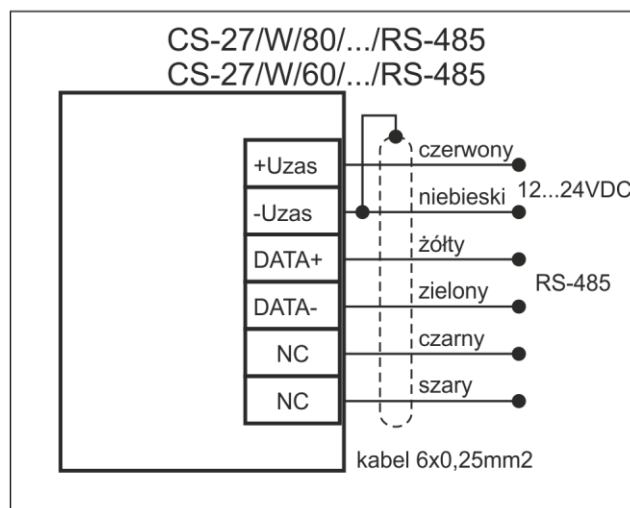 CS-27/W/80/.../RS-485
CS-27/W/60/.../RS-485
+Uzas czerwony
12...24VDC
-Uzas niebieski
DATA+ żółty
RS-485
DATA- zielony
NC czarny
NC szary
kabel 6x0,25mm2